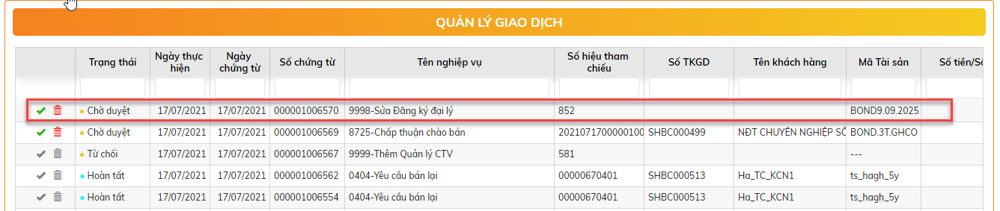 QUẢN LÝ GIAO DỊCH
Trạng thái Ngày thực hiện Ngày chứng từ Số chứng từ Tên nghiệp vụ Số hiệu tham chiếu Số TKGD Tên khách hàng Mã Tài sản Số tiền/Số
Chờ duyệt 17/07/2021 17/07/2021 000001006570 9998-Sửa Đăng ký đại lý 852 BOND9.09.2025
Chờ duyệt 17/07/2021 17/07/2021 000001006569 8725-Chấp thuận chào bán 2021071700000100 SHBC000499 NĐT CHUYÊN NGHIỆP SỐ BOND.3T.GHCO
Từ chối 17/07/2021 17/07/2021 000001006567 9999-Thêm Quản lý CTV 581 ---
Hoàn tất 17/07/2021 17/07/2021 000001006562 0404-Yêu cầu bán lại 00000670401 SHBC000513 Ha_TC_KCN1 ts_hagh_5y
Hoàn tất 17/07/2021 17/07/2021 000001006554 0404-Yêu cầu bán lại 00000670401 SHBC000513 Ha_TC_KCN1 ts_hagh_5y